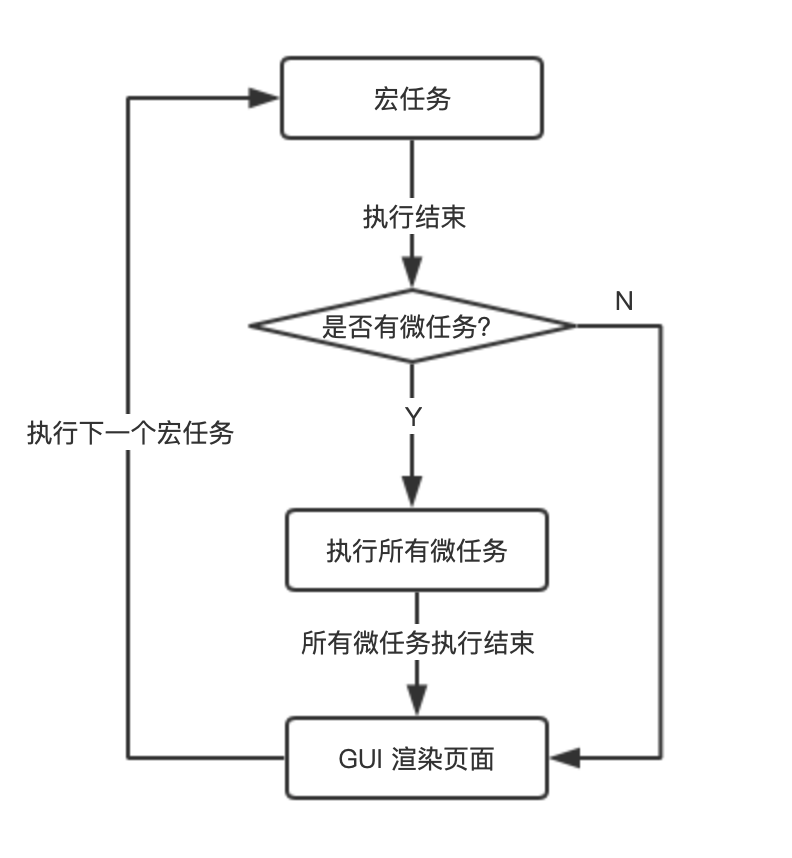 宏任务
执行结束
是否有微任务?
N
Y
执行下一个宏任务
执行所有微任务
所有微任务执行结束
GUI 渲染页面